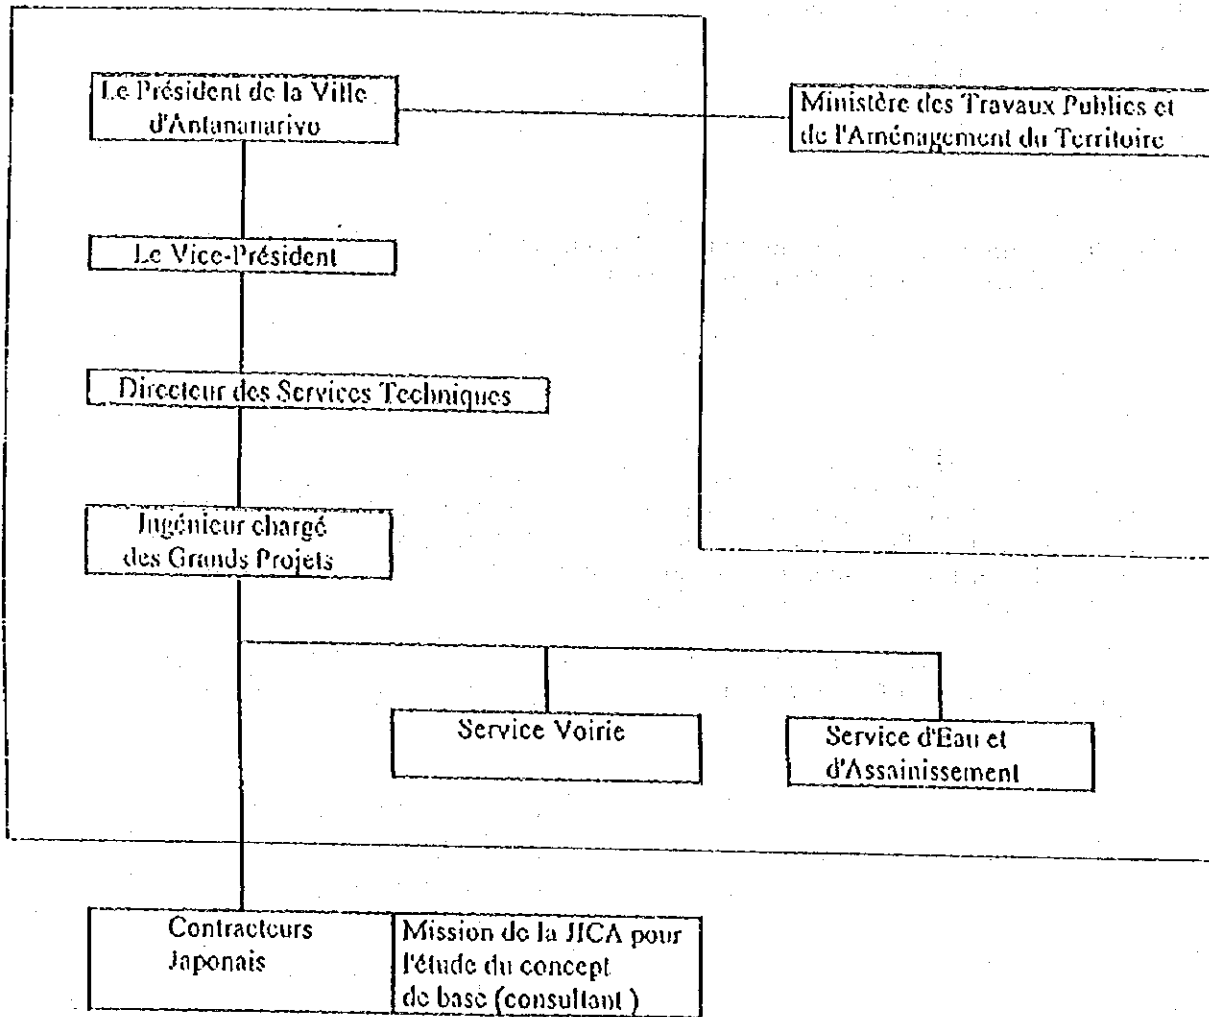 Le Président de la Ville
d'Antananarivo
Ministère des Travaux Publics et
de l'Aménagement du Territoire
Le Vice-Président
Directeur des Services Techniques
Ingénieur chargé
des Grands Projets
Service Voirie
Service d'Eau et
d'Assainissement
Contracteurs
Japonais
Mission de la JICA pour
l'étude du concept
de base (consultant )